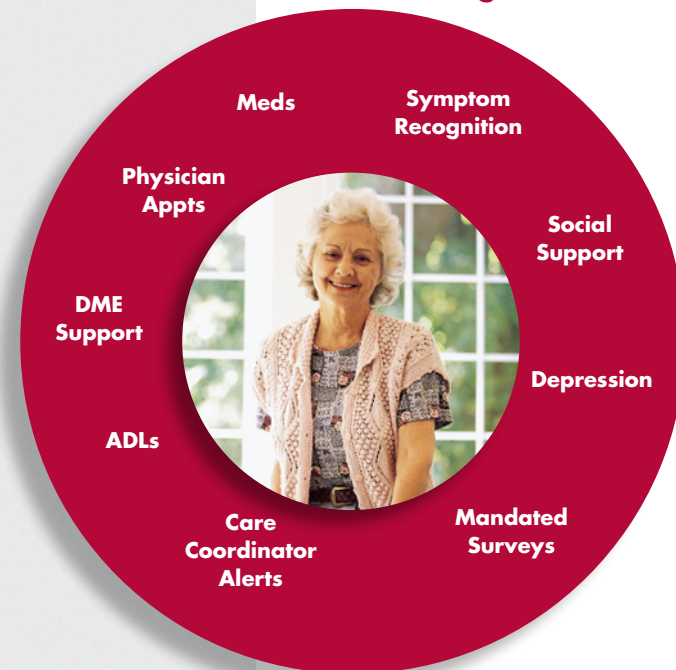 Meds
Symptom
Recognition
Social
Support
Depression
Mandated
Surveys
Care
Coordinator
Alerts
ADLs
DME
Support
Physician
Appts